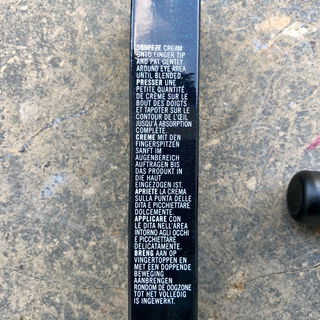 SQUEEZE CREAM
ONTO FINGER TIP
AND PAT GENTLY
AROUND EYE AREA
UNTIL BLENDED.
PRESSER UNE
PETITE QUANTITÉ
DE CRÈME SUR LE
BOUT DES DOIGTS
ET TAPOTER SUR LE
CONTOUR DE L'ŒIL
JUSQU'À ABSORPTION
COMPLÈTE.
CREME MIT DEN
FINGERSPITZEN
SANFT IM
AUGENBEREICH
AUFTRAGEN BIS
DAS PRODUKT IN
DIE HAUT
EINGEZOGEN IST.
APRIETE LA CREMA
SULLA PUNTA DELLE
DITA E PICCHIETTARE
DOLCEMENTE.
APPLICARE CON
LE DITA NELL'AREA
INTORNO AGLI OCCHI
E PICCHIETTARE
DELICATAMENTE.
BRENG AAN OP
VINGERTOPPEN EN
MET EEN DOPPENDE
BEWEGING
AANBRENGEN
RONDOM DE OOGZONE
TOT HET VOLLEDIG
IS INGEWERKT.